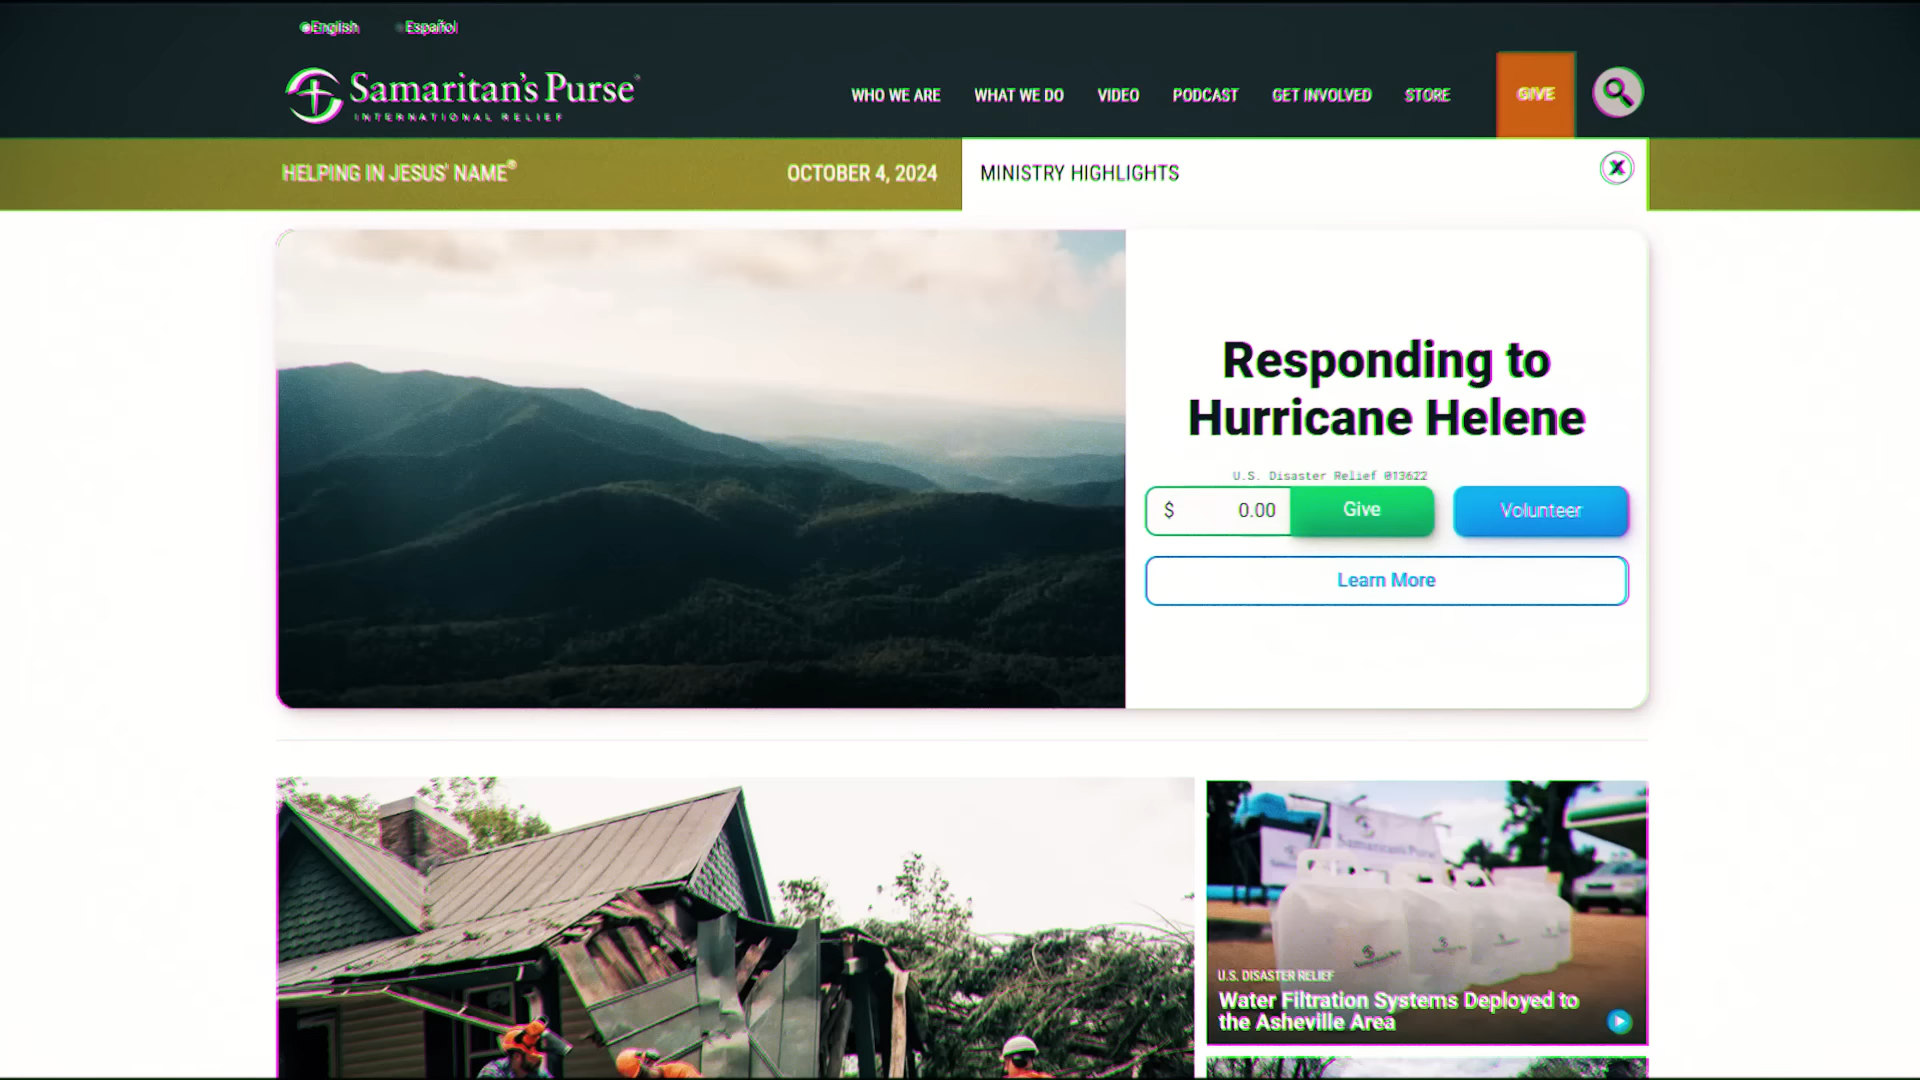 English
Español
Samaritan's Purse®
INTERNATIONAL RELIEF
WHO WE ARE
WHAT WE DO
VIDEO
PODCAST
GET INVOLVED
STORE
GIVE
HELPING IN JESUS' NAME®
OCTOBER 4, 2024
MINISTRY HIGHLIGHTS
X
Responding to
Hurricane Helene
U.S. Disaster Relief 013622
$ 0.00
Give
Volunteer
Learn More
Samaritan's Purse
U.S. DISASTER RELIEF
Water Filtration Systems Deployed to
the Asheville Area